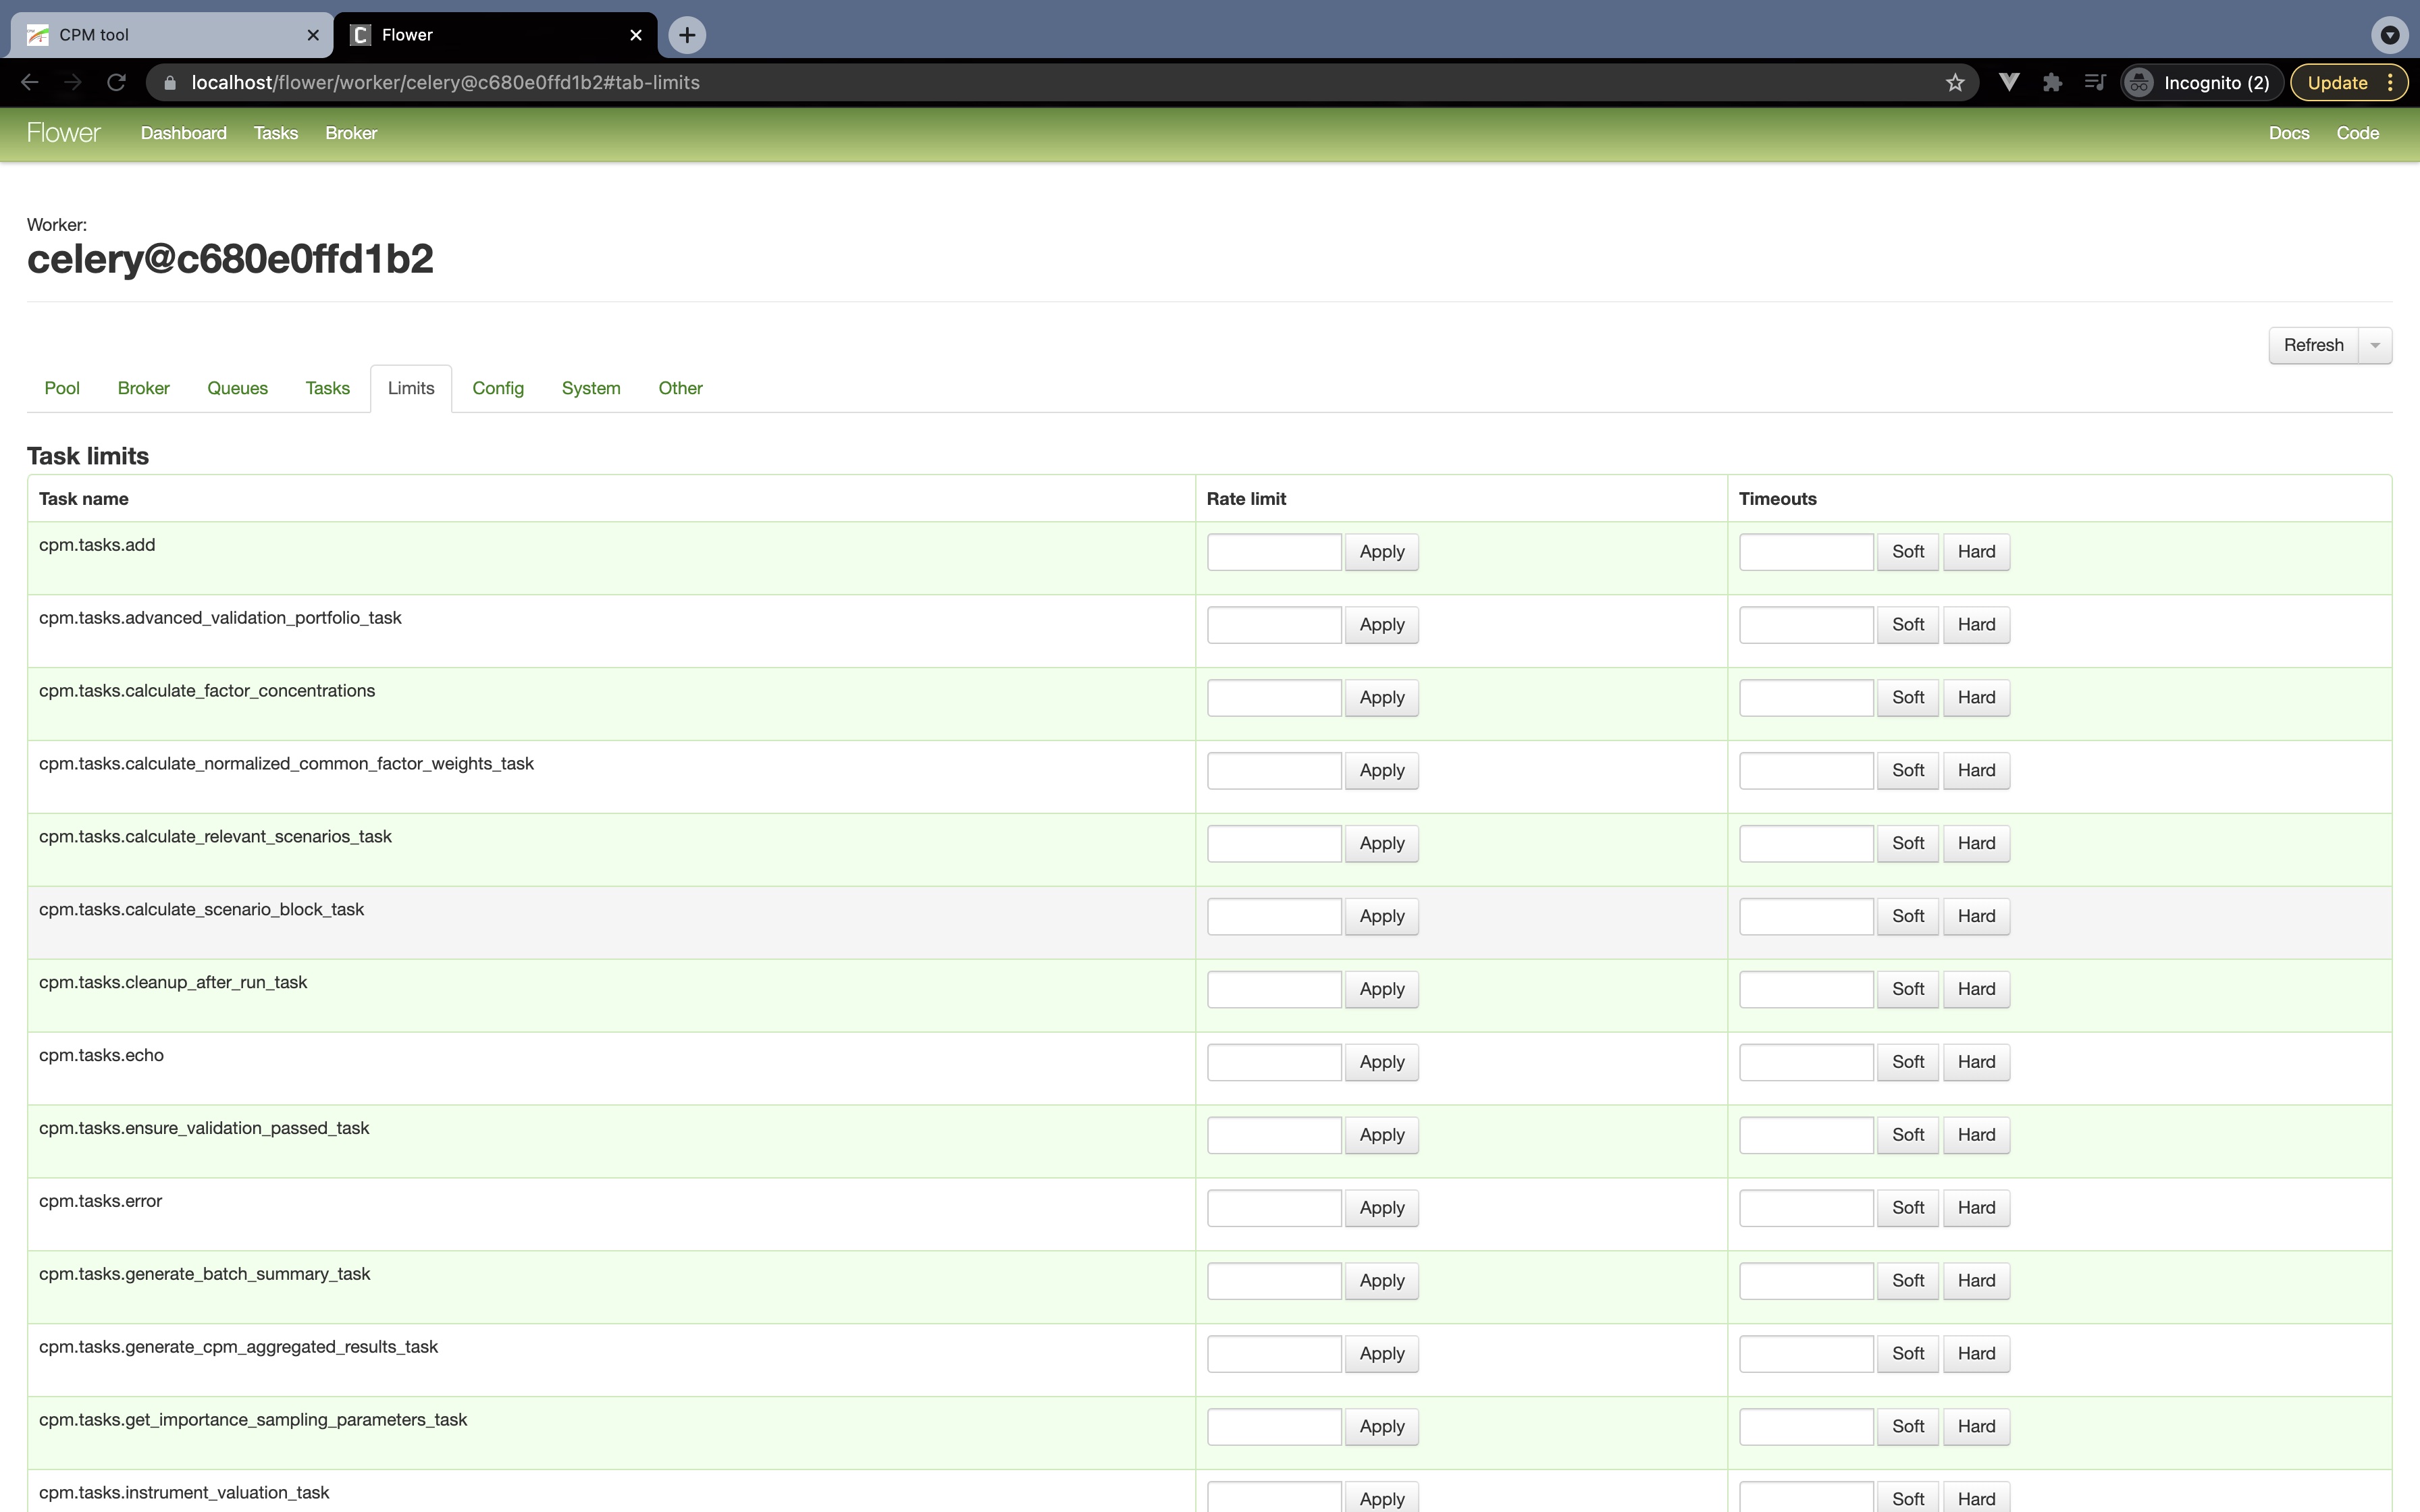 CPM tool
Flower
localhost/flower/worker/celery@c680e0ffd1b2#tab-limits
Incognito (2)
Update
Flower Dashboard Tasks Broker Docs Code
Worker:
celery@c680e0ffd1b2
Refresh
Pool Broker Queues Tasks Limits Config System Other
Task limits
Task name Rate limit Timeouts
cpm.tasks.add Apply Soft Hard
cpm.tasks.advanced_validation_portfolio_task Apply Soft Hard
cpm.tasks.calculate_factor_concentrations Apply Soft Hard
cpm.tasks.calculate_normalized_common_factor_weights_task Apply Soft Hard
cpm.tasks.calculate_relevant_scenarios_task Apply Soft Hard
cpm.tasks.calculate_scenario_block_task Apply Soft Hard
cpm.tasks.cleanup_after_run_task Apply Soft Hard
cpm.tasks.echo Apply Soft Hard
cpm.tasks.ensure_validation_passed_task Apply Soft Hard
cpm.tasks.error Apply Soft Hard
cpm.tasks.generate_batch_summary_task Apply Soft Hard
cpm.tasks.generate_cpm_aggregated_results_task Apply Soft Hard
cpm.tasks.get_importance_sampling_parameters_task Apply Soft Hard
cpm.tasks.instrument_valuation_task Apply Soft Hard